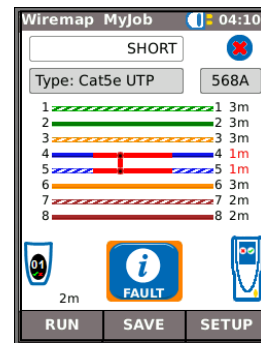 Wiremap MyJob 04:10
SHORT
Type: Cat5e UTP 568A
1 1 3m
2 2 3m
3 3 3m
4 4 1m
5 5 1m
6 6 3m
7 7 2m
8 8 2m
01
2m
i
FAULT
RUN SAVE SETUP